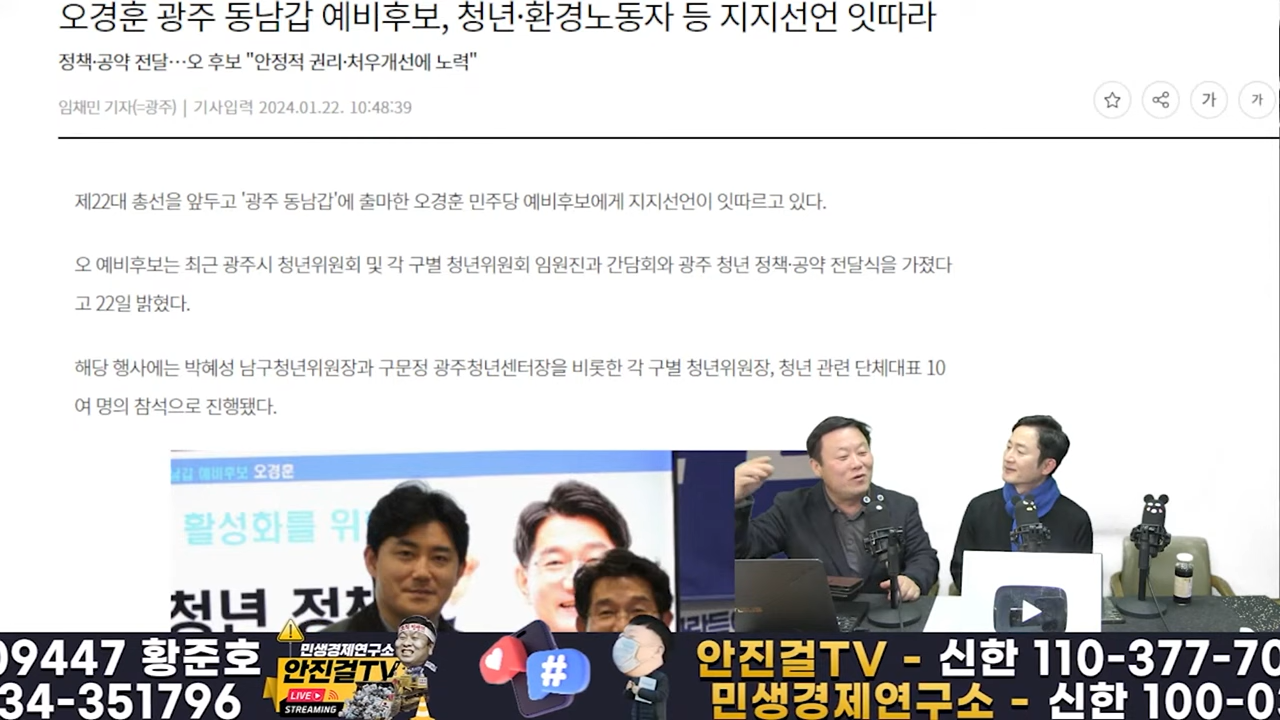 오경훈 광주 동남갑 예비후보, 청년·환경노동자 등 지지선언 잇따라
정책·공약 전달…오 후보 "안정적 권리·처우개선에 노력"
임채민 기자(=광주) | 기사입력 2024.01.22. 10:48:39
가 가
제22대 총선을 앞두고 '광주 동남갑'에 출마한 오경훈 민주당 예비후보에게 지지선언이 잇따르고 있다.
오 예비후보는 최근 광주시 청년위원회 및 각 구별 청년위원회 임원진과 간담회와 광주 청년 정책·공약 전달식을 가졌다
고 22일 밝혔다.
해당 행사에는 박혜성 남구청년위원장과 구문정 광주청년센터장을 비롯한 각 구별 청년위원장, 청년 관련 단체대표 10
여 명의 참석으로 진행됐다.
남갑 예비후보 오경훈
활성화를 위
청년 정책
09447 황준호
34-351796
민생경제연구소
안진걸TV
LIVE
STREAMING
#
안진걸TV - 신한 110-377-70
민생경제연구소 - 신한 100-03